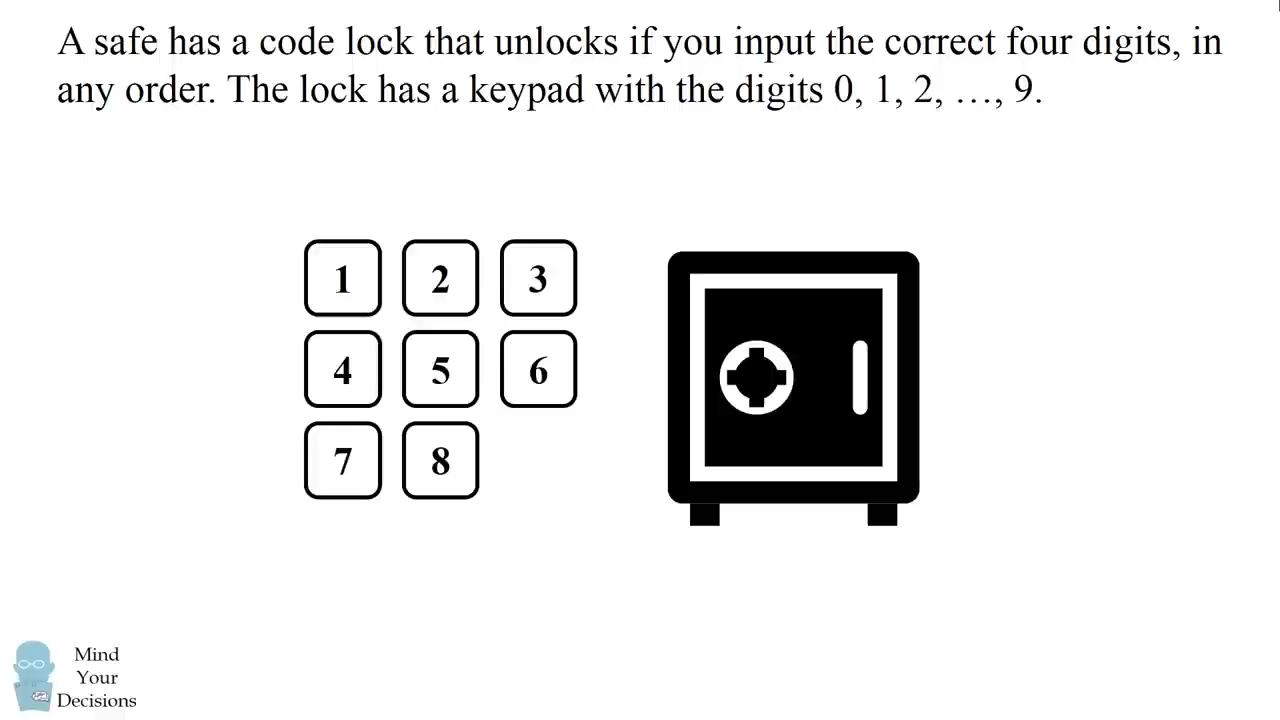 A safe has a code lock that unlocks if you input the correct four digits, in
any order. The lock has a keypad with the digits 0, 1, 2, …, 9.
1 2 3
4 5 6
7 8
Mind
Your
Decisions